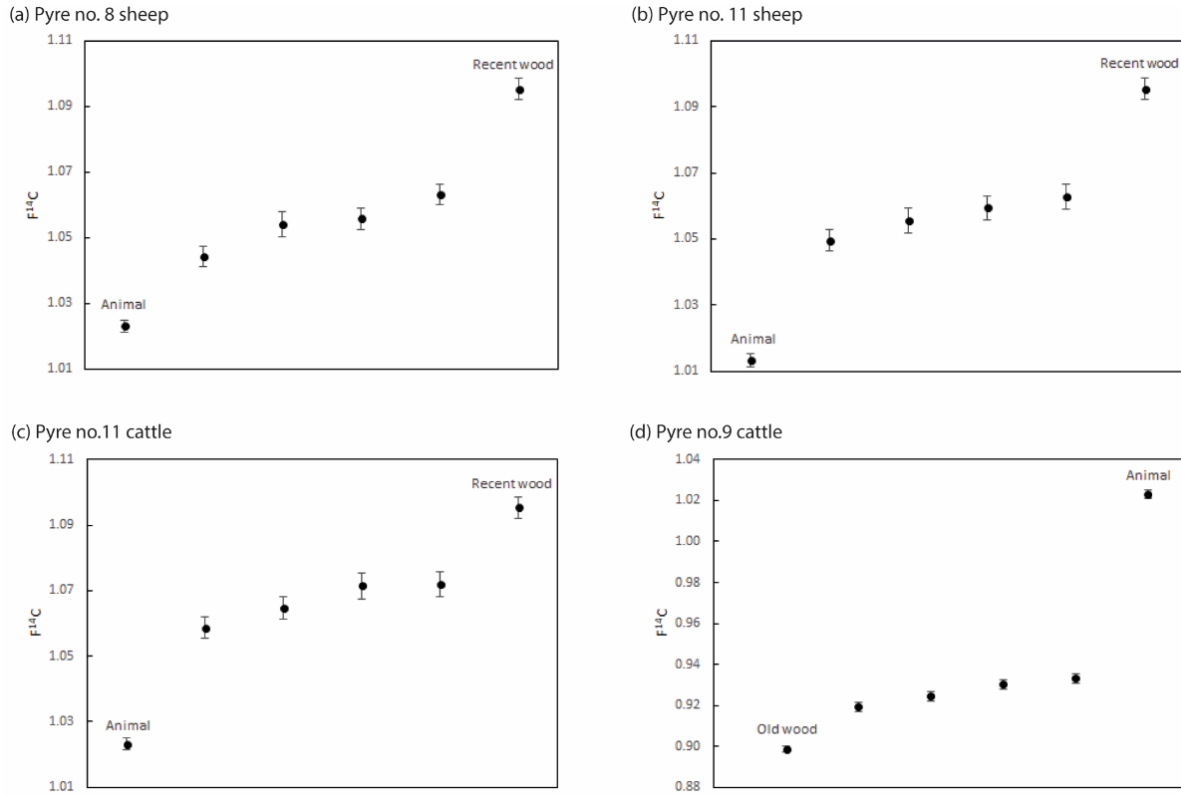 (a) Pyre no. 8 sheep
1.11
1.09
1.07
1.05
1.03
1.01
F¹⁴C
Animal
Recent wood
(b) Pyre no. 11 sheep
1.11
1.09
1.07
1.05
1.03
1.01
F¹⁴C
Animal
Recent wood
(c) Pyre no.11 cattle
1.11
1.09
1.07
1.05
1.03
1.01
F¹⁴C
Animal
Recent wood
(d) Pyre no.9 cattle
1.04
1.02
1.00
0.98
0.96
0.94
0.92
0.90
0.88
F¹⁴C
Old wood
Animal